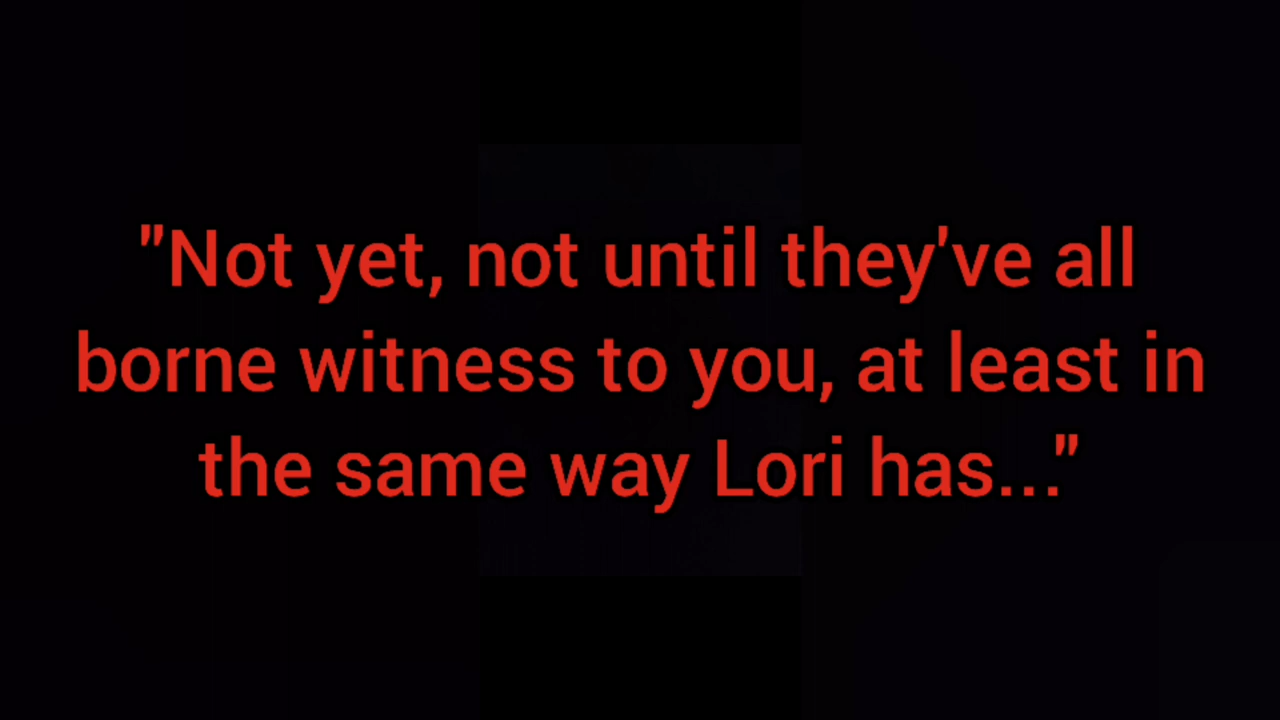 "Not yet, not until they've all
borne witness to you, at least in
the same way Lori has..."